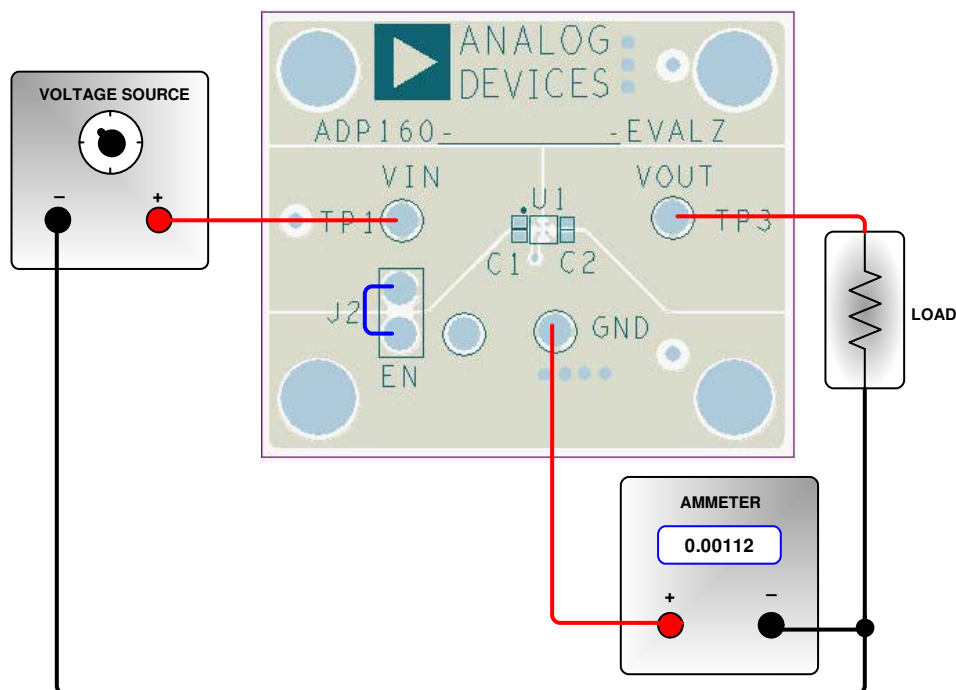 ANALOG
DEVICES
ADP160-__________-EVALZ
VOLTAGE SOURCE
– +
VIN
VOUT
U1
TP1
TP3
C1 C2
J2
GND
EN
LOAD
AMMETER
0.00112
+ –